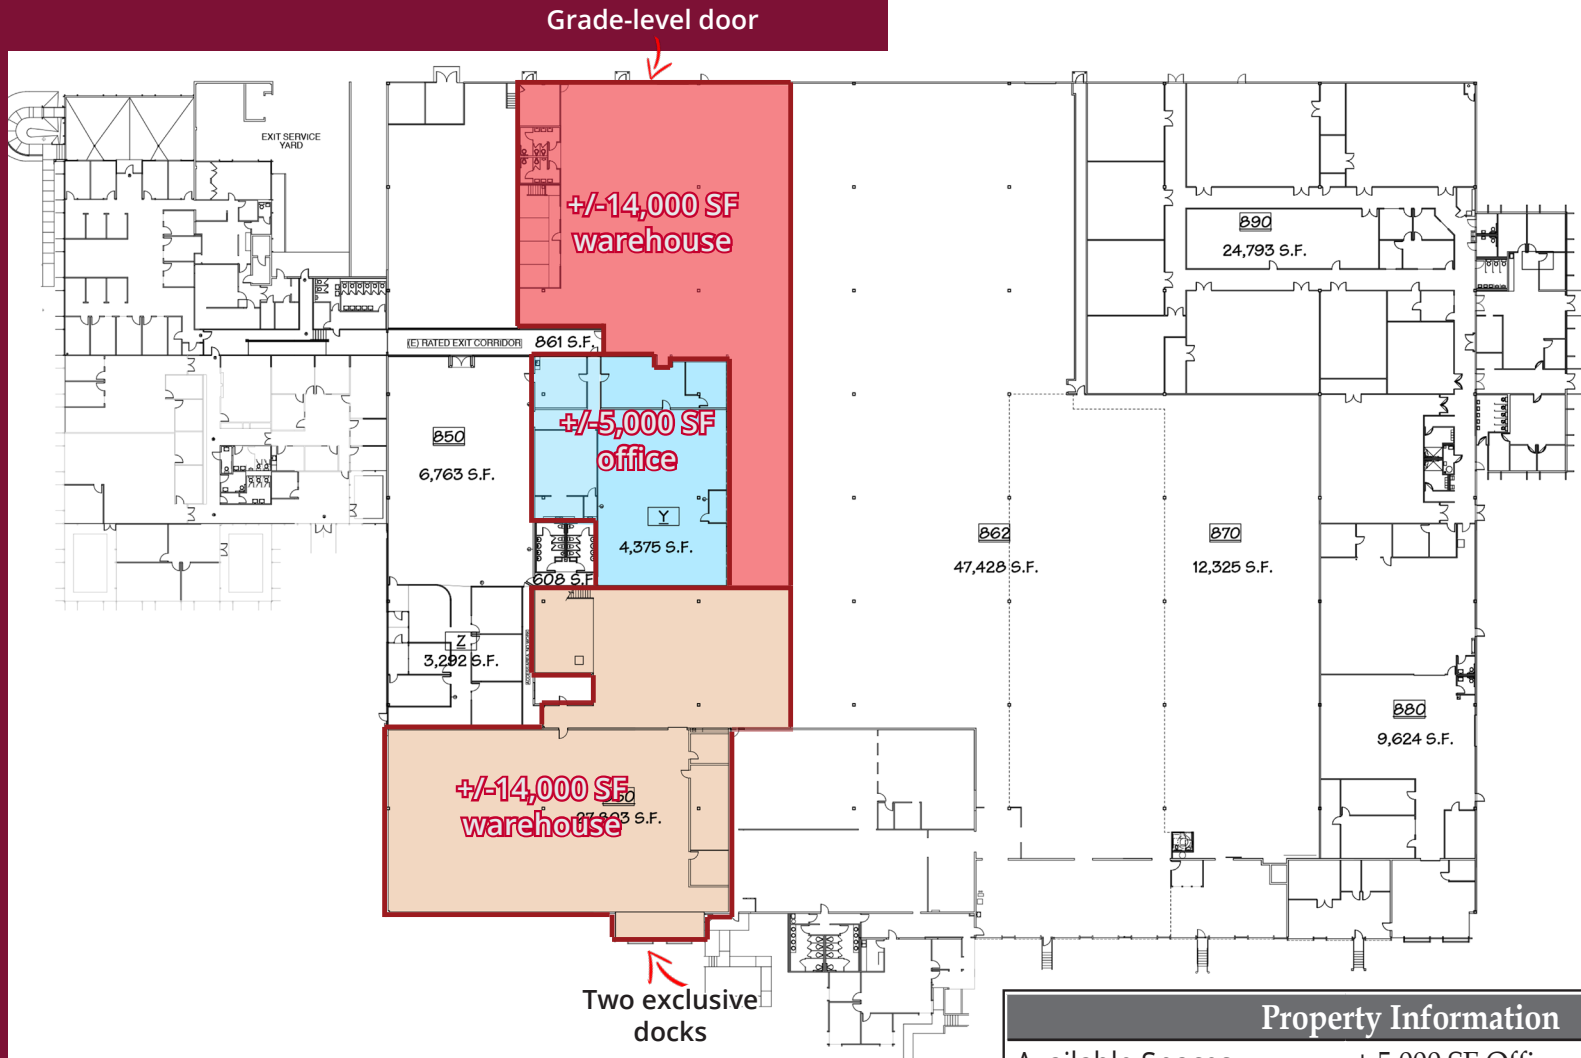 Grade-level door
EXIT SERVICE
YARD
+/-14,000 SF
warehouse
890
24,793 S.F.
(E) RATED EXIT CORRIDOR
861 S.F.
+/-5,000 SF
office
850
6,763 S.F.
Y
4,375 S.F.
608 S.F.
862
47,428 S.F.
870
12,325 S.F.
Z
3,292 S.F.
880
9,624 S.F.
+/-14,000 SF
warehouse
S.F.
Two exclusive
docks
Property Information